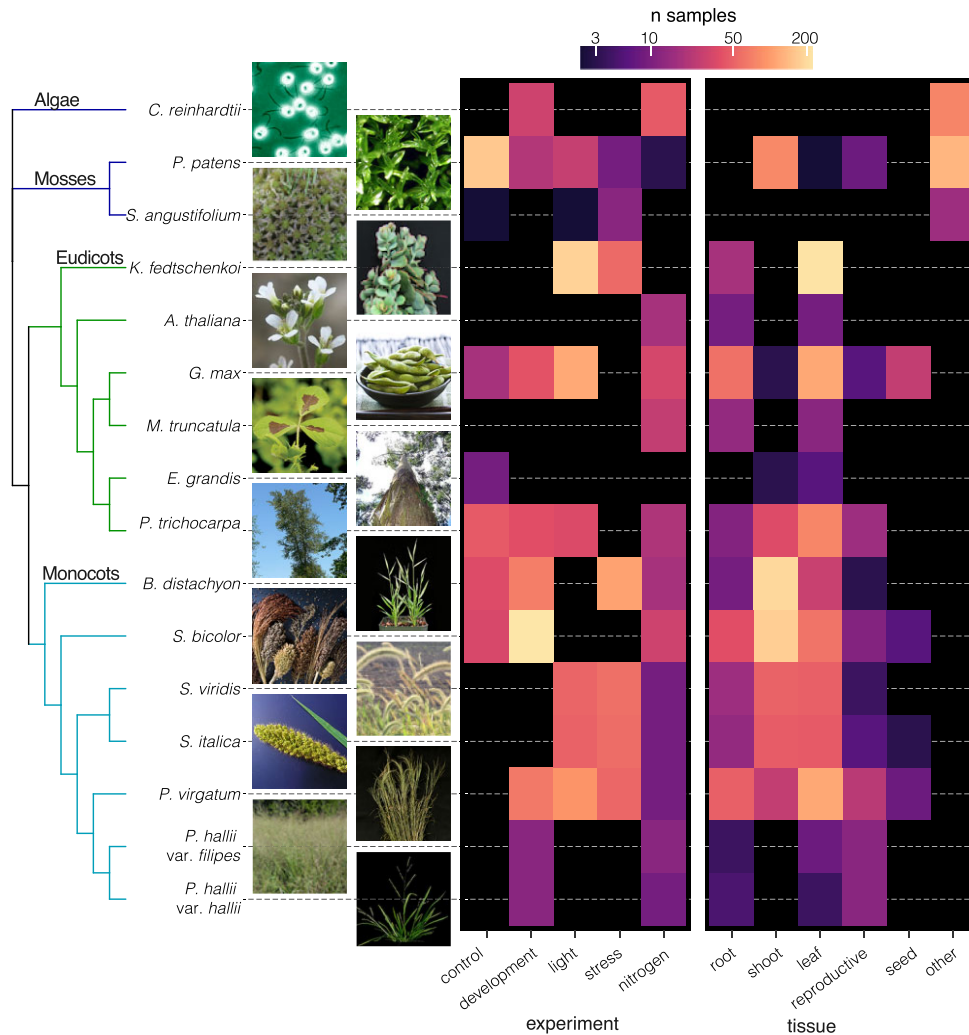 n samples
3 10 50 200
Algae
C. reinhardtii
P. patens
Mosses
S. angustifolium
Eudicots
K. fedtschenkoi
A. thaliana
G. max
M. truncatula
E. grandis
P. trichocarpa
Monocots
B. distachyon
S. bicolor
S. viridis
S. italica
P. virgatum
P. hallii
var. filipes
P. hallii
var. hallii
control
development
light
stress
nitrogen
root
shoot
leaf
reproductive
seed
other
experiment
tissue